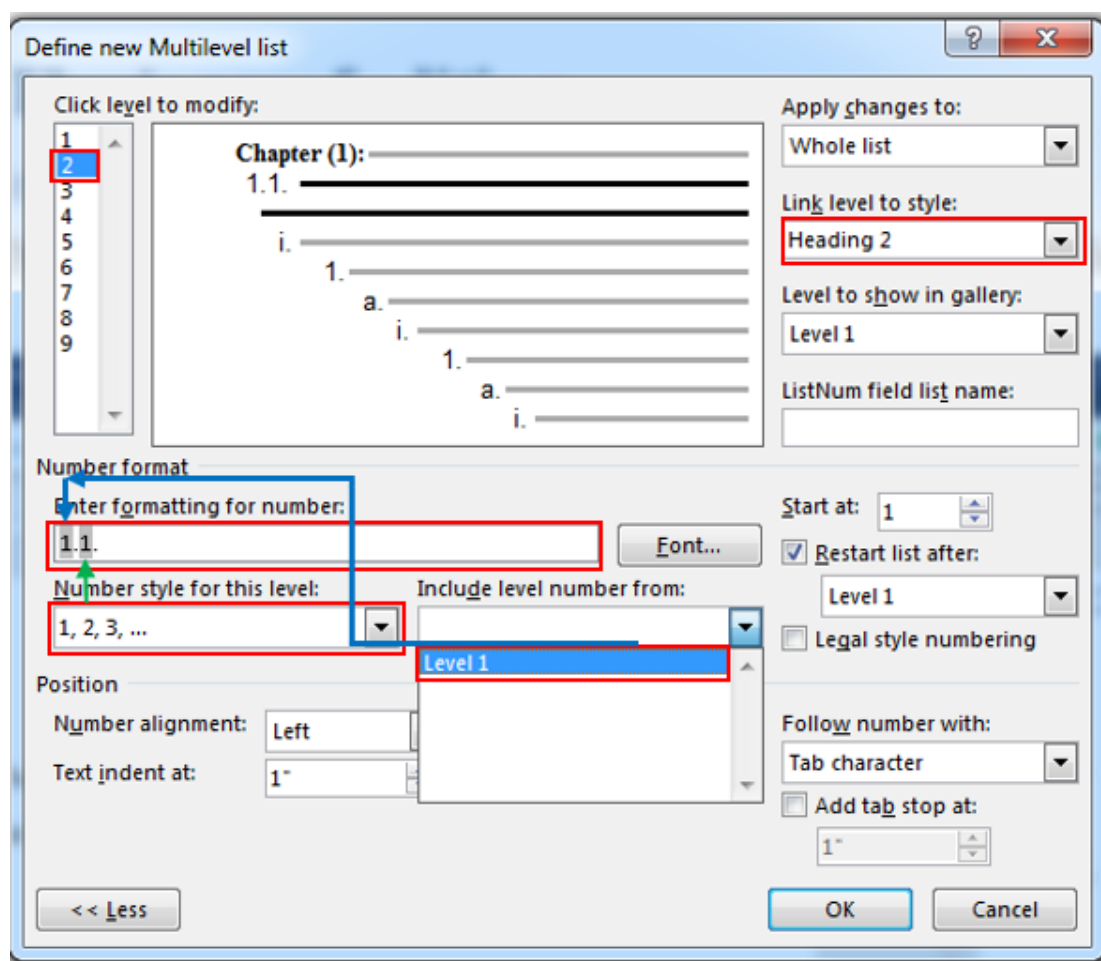 Define new Multilevel list
Click level to modify:
1
2
3
4
5
6
7
8
9
Chapter (1):
1.1.
i.
1.
a.
i.
1.
a.
i.
Apply changes to:
Whole list
Link level to style:
Heading 2
Level to show in gallery:
Level 1
ListNum field list name:
Number format
Enter formatting for number:
1.1.
Font...
Number style for this level:
1, 2, 3, ...
Include level number from:
Level 1
Start at: 1
Restart list after:
Level 1
Legal style numbering
Position
Number alignment: Left
Text indent at: 1"
Follow number with:
Tab character
Add tab stop at:
1"
<< Less
OK
Cancel